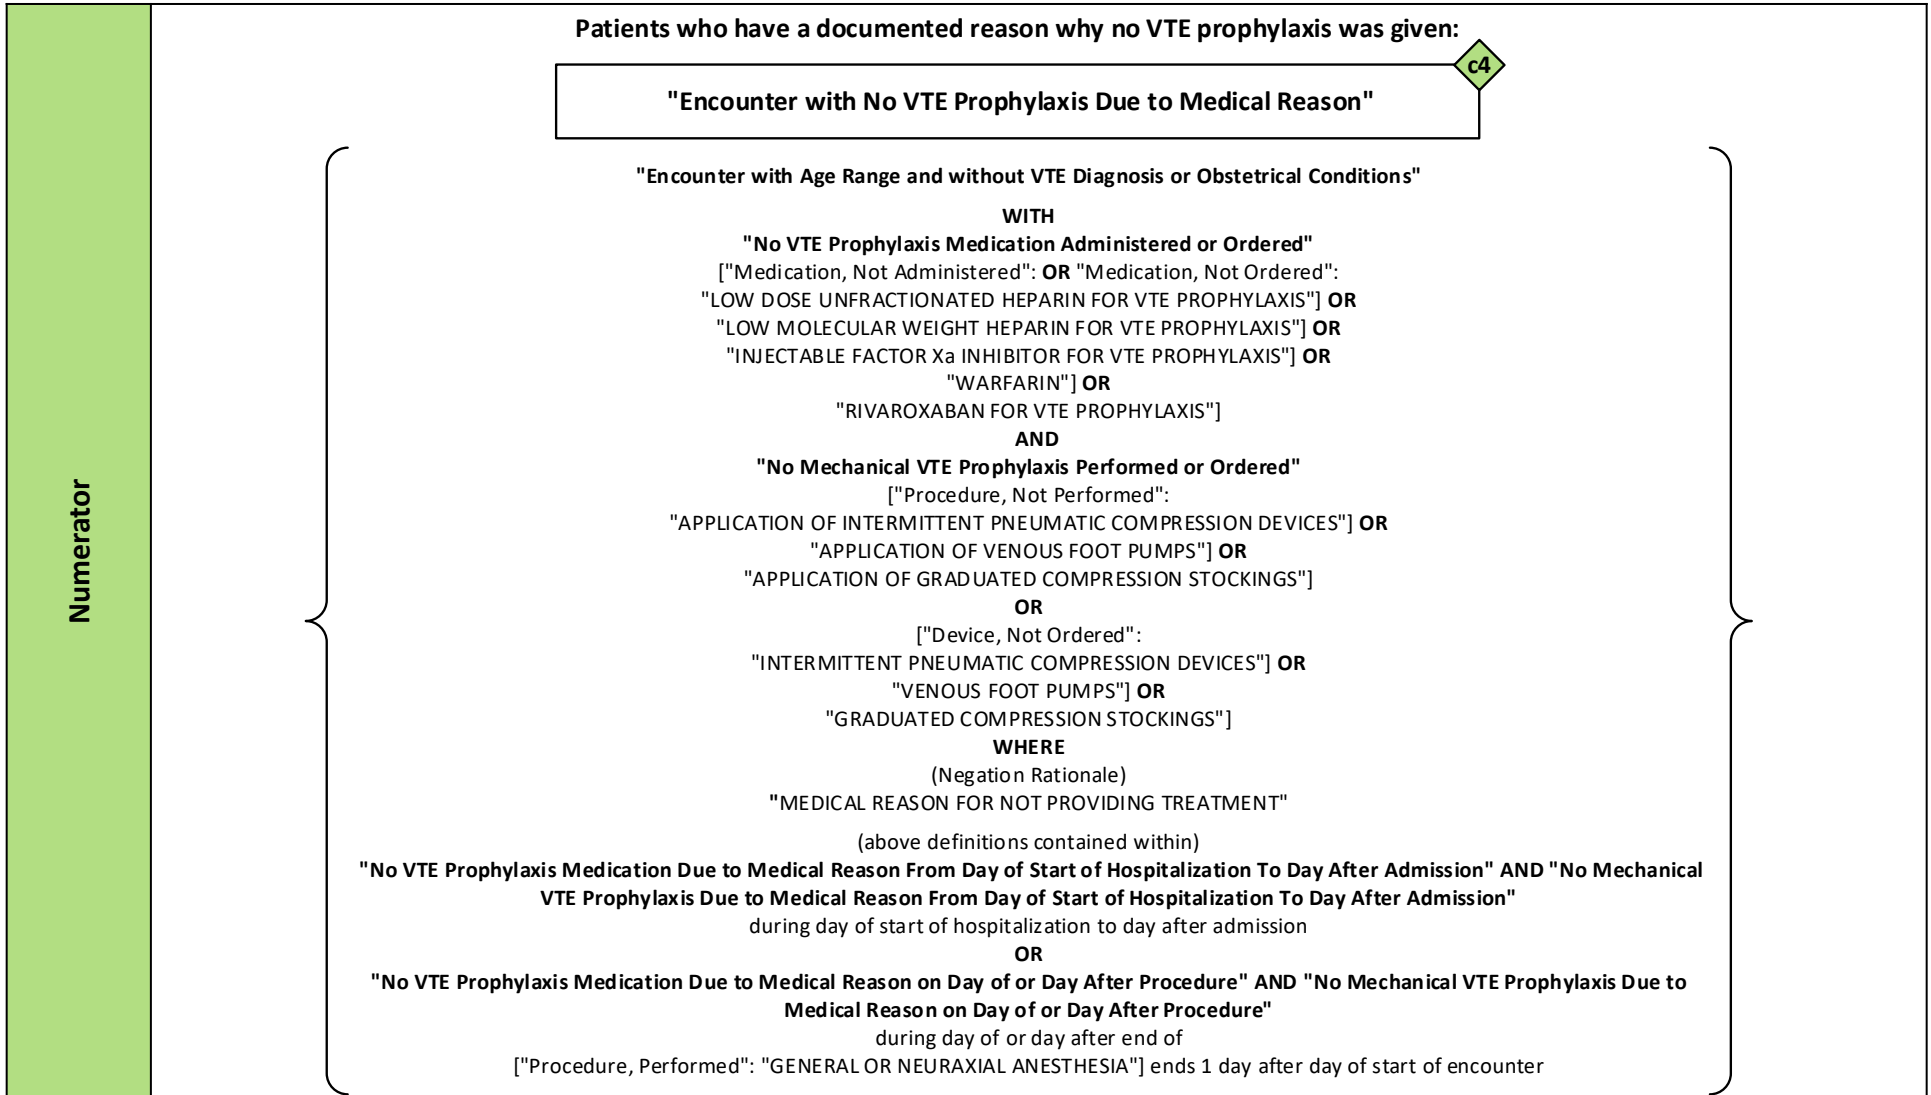 Numerator
Patients who have a documented reason why no VTE prophylaxis was given:
c4
"Encounter with No VTE Prophylaxis Due to Medical Reason"
"Encounter with Age Range and without VTE Diagnosis or Obstetrical Conditions"
WITH
"No VTE Prophylaxis Medication Administered or Ordered"
["Medication, Not Administered": OR "Medication, Not Ordered":
"LOW DOSE UNFRACTIONATED HEPARIN FOR VTE PROPHYLAXIS"] OR
"LOW MOLECULAR WEIGHT HEPARIN FOR VTE PROPHYLAXIS"] OR
"INJECTABLE FACTOR Xa INHIBITOR FOR VTE PROPHYLAXIS"] OR
"WARFARIN"] OR
"RIVAROXABAN FOR VTE PROPHYLAXIS"]
AND
"No Mechanical VTE Prophylaxis Performed or Ordered"
["Procedure, Not Performed":
"APPLICATION OF INTERMITTENT PNEUMATIC COMPRESSION DEVICES"] OR
"APPLICATION OF VENOUS FOOT PUMPS"] OR
"APPLICATION OF GRADUATED COMPRESSION STOCKINGS"]
OR
["Device, Not Ordered":
"INTERMITTENT PNEUMATIC COMPRESSION DEVICES"] OR
"VENOUS FOOT PUMPS"] OR
"GRADUATED COMPRESSION STOCKINGS"]
WHERE
(Negation Rationale)
"MEDICAL REASON FOR NOT PROVIDING TREATMENT"
(above definitions contained within)
"No VTE Prophylaxis Medication Due to Medical Reason From Day of Start of Hospitalization To Day After Admission" AND "No Mechanical
VTE Prophylaxis Due to Medical Reason From Day of Start of Hospitalization To Day After Admission"
during day of start of hospitalization to day after admission
OR
"No VTE Prophylaxis Medication Due to Medical Reason on Day of or Day After Procedure" AND "No Mechanical VTE Prophylaxis Due to
Medical Reason on Day of or Day After Procedure"
during day of or day after end of
["Procedure, Performed": "GENERAL OR NEURAXIAL ANESTHESIA"] ends 1 day after day of start of encounter